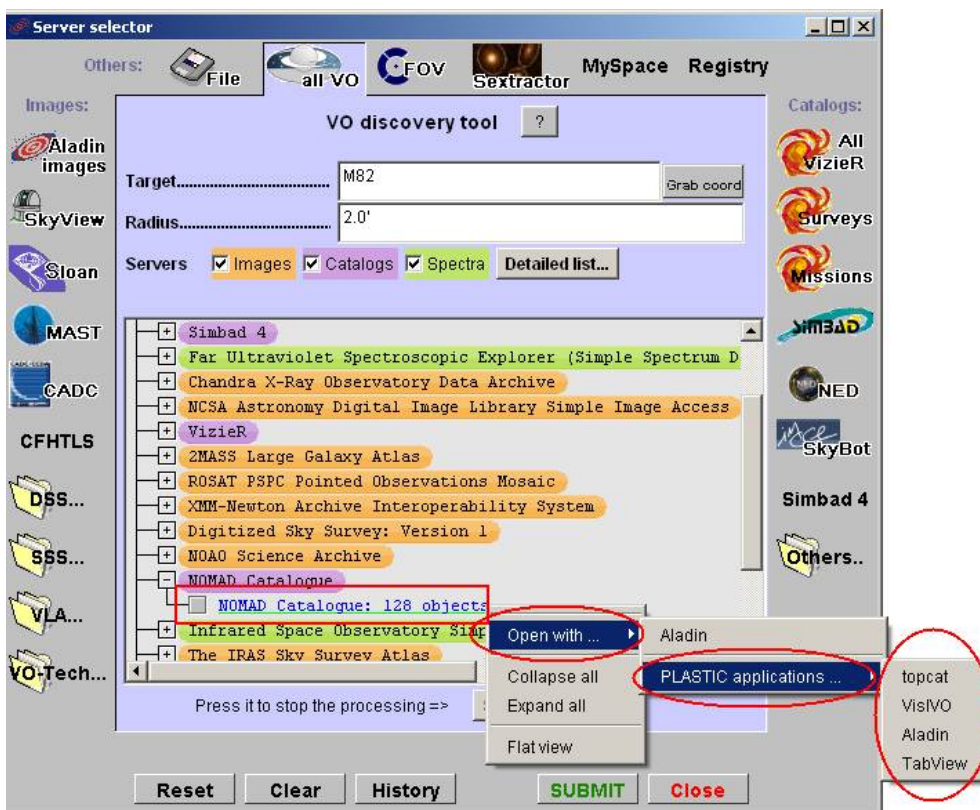 Server selector
Others:
File
all VO
FOV
Sextractor
MySpace
Registry
Images:
Aladin images
SkyView
Sloan
MAST
CADC
CFHTLS
DSS...
SSS...
VLA...
VO-Tech...
VO discovery tool
?
Target
M82
Grab coord
Radius
2.0'
Servers
Images
Catalogs
Spectra
Detailed list...
Simbad 4
Far Ultraviolet Spectroscopic Explorer (Simple Spectrum D
Chandra X-Ray Observatory Data Archive
NCSA Astronomy Digital Image Library Simple Image Access
VizieR
2MASS Large Galaxy Atlas
ROSAT PSPC Pointed Observations Mosaic
XMM-Newton Archive Interoperability System
Digitized Sky Survey: Version 1
NOAO Science Archive
NOMAD Catalogue
NOMAD Catalogue: 128 objects
Infrared Space Observatory Simp
The IRAS Sky Survey Atlas
Press it to stop the processing =>
Open with ...
Collapse all
Expand all
Flat view
Aladin
PLASTIC applications ...
topcat
VisIVO
Aladin
TabView
Catalogs:
All VizieR
Surveys
Missions
SIMBAD
NED
SkyBot
Simbad 4
Others..
Reset
Clear
History
SUBMIT
Close